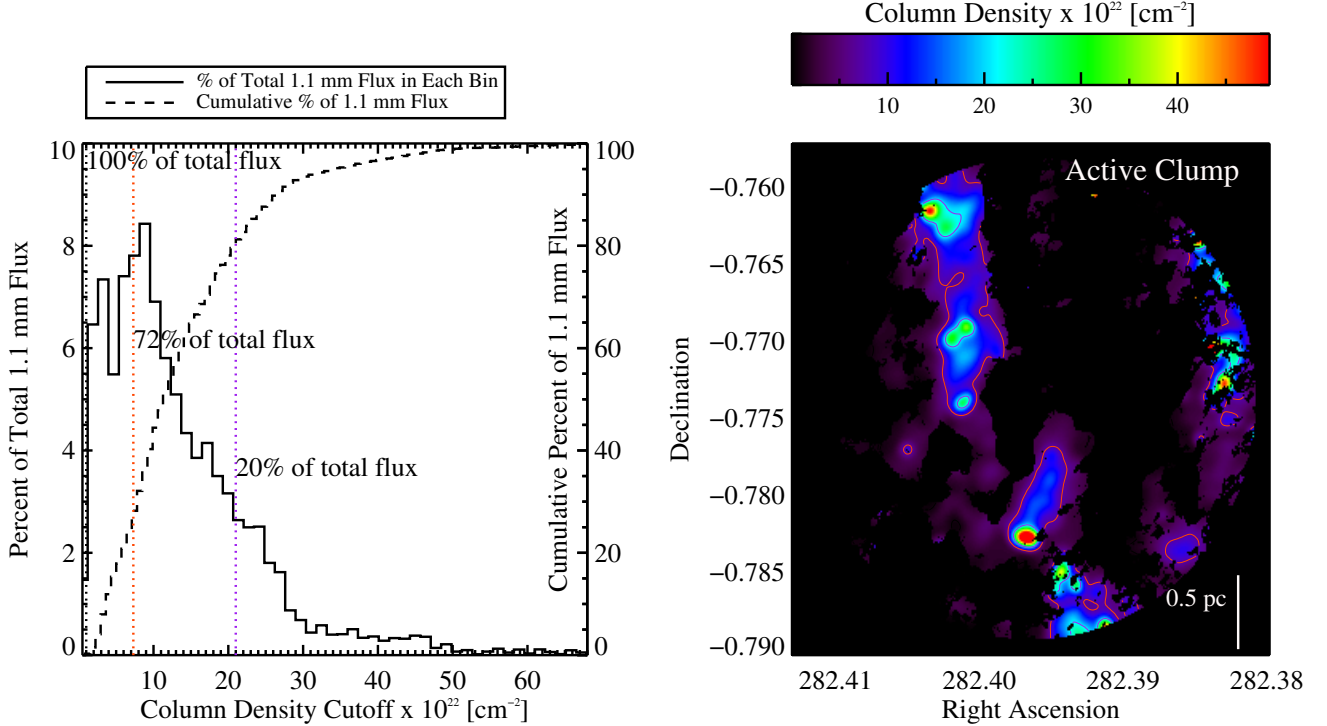 Column Density x 10²² [cm⁻²]
10 20 30 40
% of Total 1.1 mm Flux in Each Bin
Cumulative % of 1.1 mm Flux
10
8
6
4
2
0
Percent of Total 1.1 mm Flux
100% of total flux
72% of total flux
20% of total flux
100
80
60
40
20
0
Cumulative Percent of 1.1 mm Flux
10 20 30 40 50 60
Column Density Cutoff x 10²² [cm⁻²]
Active Clump
−0.760
−0.765
−0.770
−0.775
−0.780
−0.785
−0.790
Declination
0.5 pc
282.41 282.40 282.39 282.38
Right Ascension